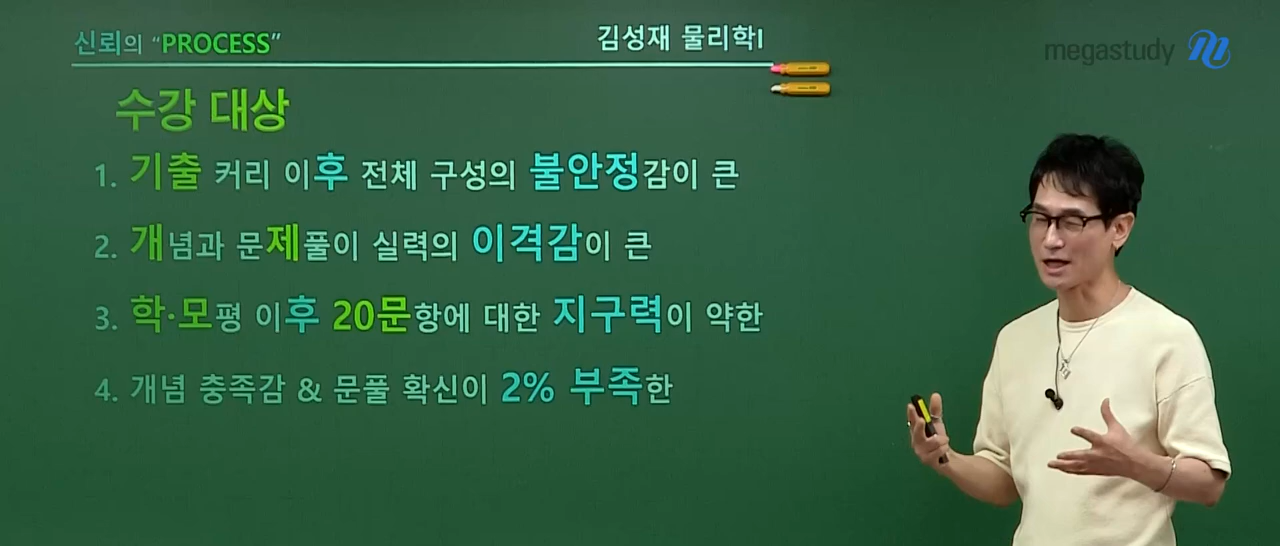 신뢰의 “PROCESS”
김성재 물리학I
megastudy
수강 대상
1. 기출 커리 이후 전체 구성의 불안정감이 큰
2. 개념과 문제풀이 실력의 이격감이 큰
3. 학·모평 이후 20문항에 대한 지구력이 약한
4. 개념 충족감 & 문풀 확신이 2% 부족한